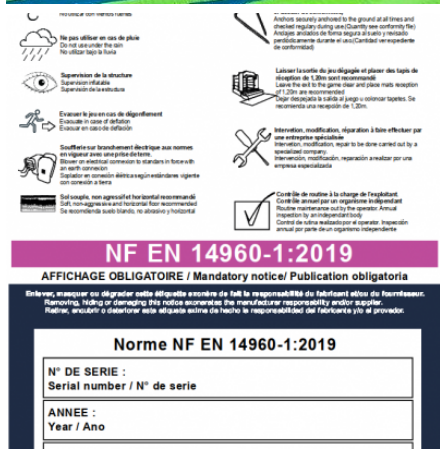 No utilizar con vientos fuertes
Ne pas utiliser en cas de pluie
Do not use under the rain
No utilizar bajo la lluvia
Supervision de la structure
Supervision inflatable
Supervisión de la estructura
Evacuer le jeu en cas de dégonflement
Evacuate in case of deflation
Evacuar en caso de deflación
Soufflerie sur branchement électrique aux normes
en vigueur avec une prise de terre.
Blower on electrical connexion to standars in force with
an earth connexion
Soplador en conexión éléctrica según estándares vigente
con conexión a tierra
Sol souple, non agressif et horizontal recommandé
Soft, non-aggressive and horizontal floor recommended
Se recomienda suelo blando, no abrasivo y horizontal
Anchors securely anchored to the ground at all times and
checked regulary during use (Quantity see conformity file)
Anclajes anclados de forma segura al suelo y revisado
periódicamente durante el uso (Cantidad ver expediente
de conformidad)
Laisser la sortie du jeu dégagée et placer des tapis de
réception de 1,20m sont recommandé
Leave the exit to the game clear and place mats reception
of 1,20m are recommended
Dejar despejada la salida al juego u colocar tapetes. Se
recomienda una recepción de 1,20m.
Intervetion, modification, réparation à faire effectuer par
une entreprise spécialisée
Intervention, modification, repair to be done carried out by a
specialized company.
Intervención, modificación, reparación a realizar por una
empresa especializada
Contrôle de routine à la charge de l'exploitant.
Contrôle annuel par un organisme indépendant
Routine maintenance out by the operator. Annual
inspection by an independant body
Control de rutina realizada por el operator. Inspección
annual por parte de un organismo independiente
NF EN 14960-1:2019
AFFICHAGE OBLIGATOIRE / Mandatory notice/ Publication obligatoria
Enlever, masquer ou dégrader cette étiquette exonère de fait la responsabilité du fabricant et/ou du fournisseur.
Removing, hiding or damaging this notice exonerates the manufacturer responsability and/or supplier.
Retirar, encubrir o deteriorar esta etiqueta exime de hecho la responsabilidad del fabricante y/o al provedor.
Norme NF EN 14960-1:2019
N° DE SERIE :
Serial number / N° de serie
ANNEE :
Year / Ano